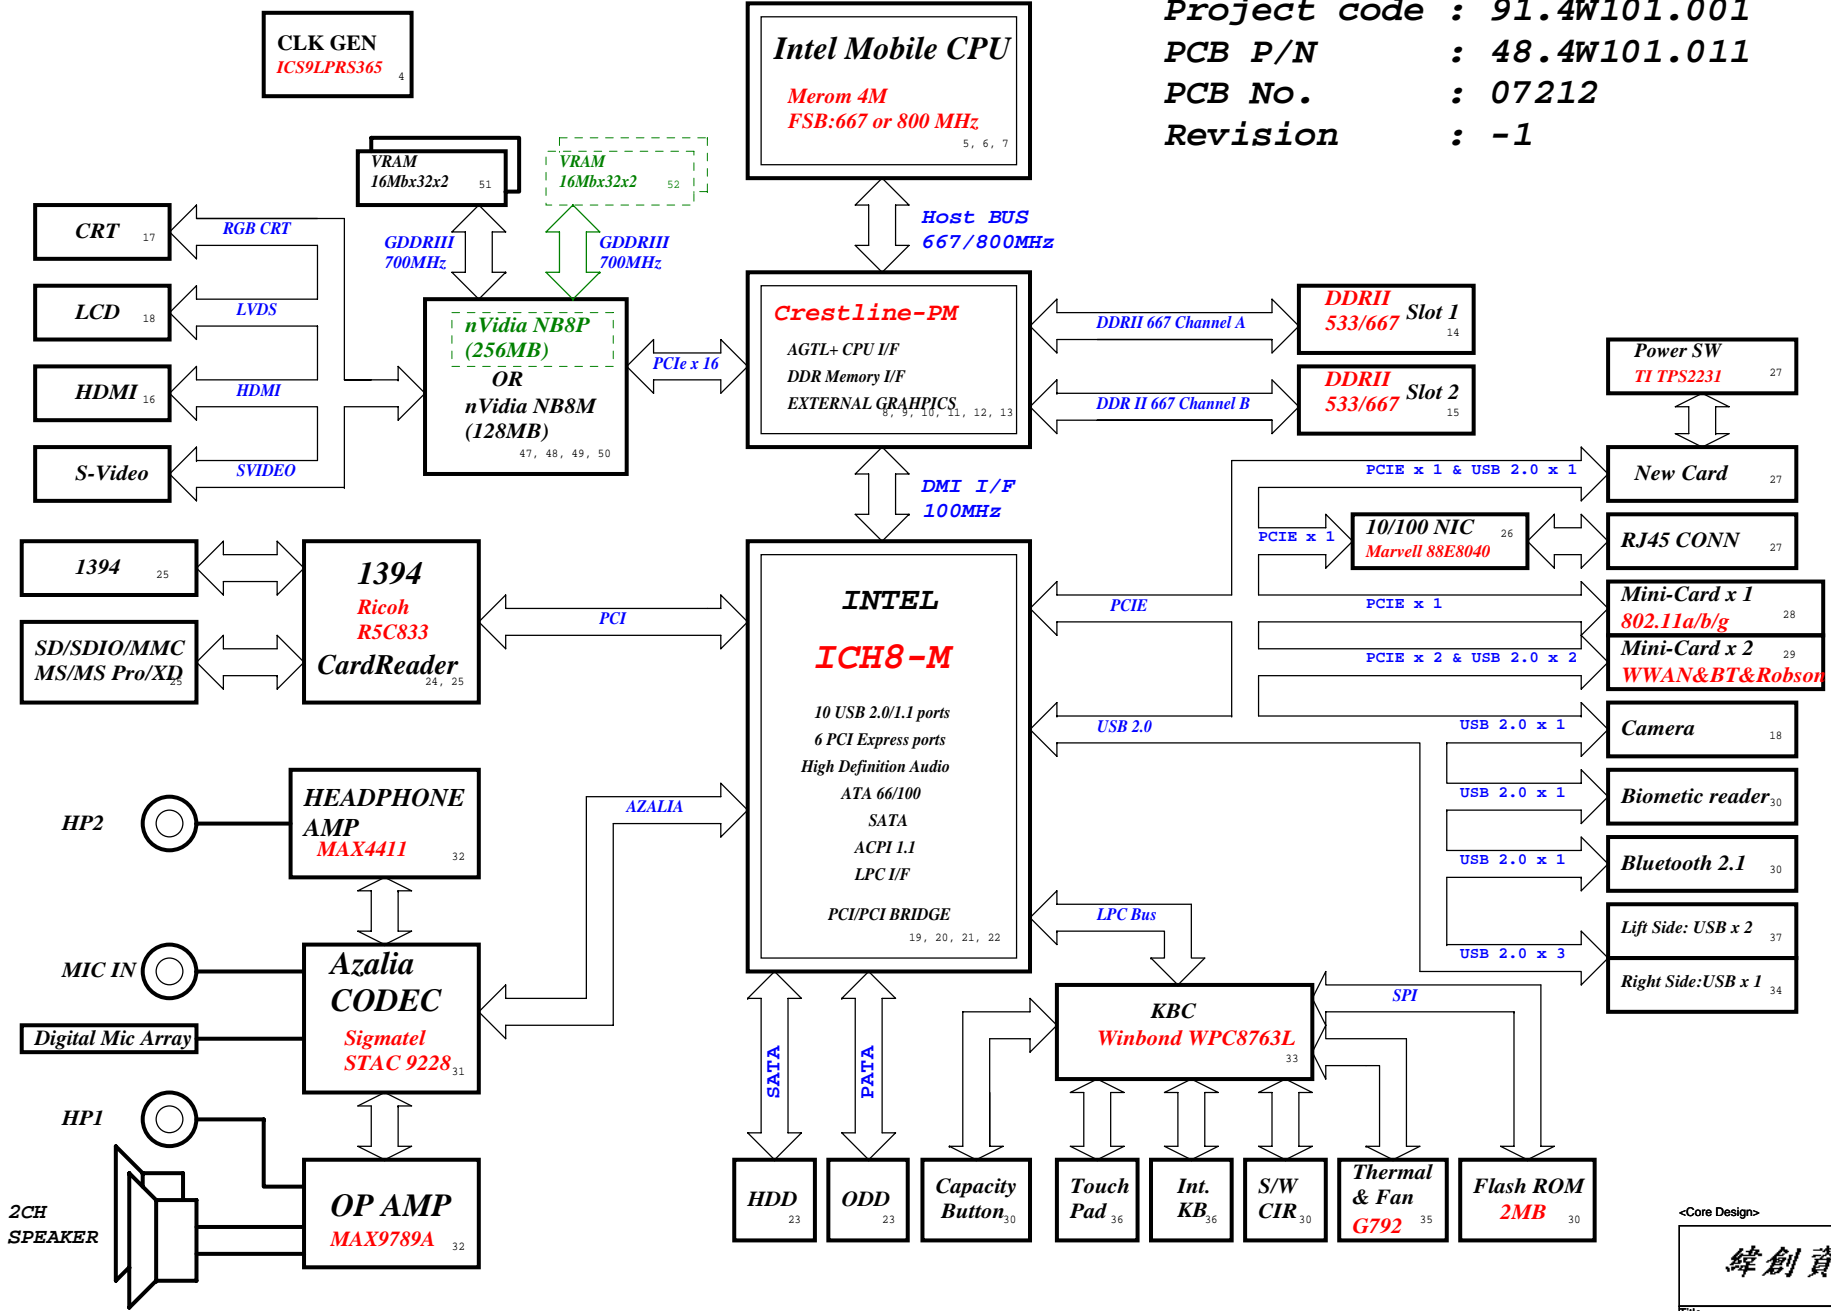 Project code : 91.4W101.001
PCB P/N : 48.4W101.011
PCB No. : 07212
Revision : -1
CLK GEN
ICS9LPRS365
4
Intel Mobile CPU
Merom 4M
FSB:667 or 800 MHz
5, 6, 7
VRAM
16Mbx32x2
51
VRAM
16Mbx32x2
52
Host BUS
667/800MHz
GDDRIII
700MHz
GDDRIII
700MHz
CRT
17
RGB CRT
LCD
18
LVDS
HDMI
16
HDMI
S-Video
SVIDEO
nVidia NB8P
(256MB)
OR
nVidia NB8M
(128MB)
47, 48, 49, 50
PCIe x 16
Crestline-PM
AGTL+ CPU I/F
DDR Memory I/F
EXTERNAL GRAHPICS
8, 9, 10, 11, 12, 13
DDRII 667 Channel A
DDRII
533/667
Slot 1
14
DDR II 667 Channel B
DDRII
533/667
Slot 2
15
Power SW
TI TPS2231
27
DMI I/F
100MHz
PCIE x 1 & USB 2.0 x 1
New Card
27
PCIE x 1
10/100 NIC
Marvell 88E8040
26
RJ45 CONN
27
1394
25
1394
Ricoh
R5C833
CardReader
24, 25
SD/SDIO/MMC
MS/MS Pro/XD
25
PCI
INTEL
ICH8-M
10 USB 2.0/1.1 ports
6 PCI Express ports
High Definition Audio
ATA 66/100
SATA
ACPI 1.1
LPC I/F
PCI/PCI BRIDGE
19, 20, 21, 22
PCIE
PCIE x 1
Mini-Card x 1
802.11a/b/g
28
PCIE x 2 & USB 2.0 x 2
Mini-Card x 2
WWAN&BT&Robson
29
USB 2.0
USB 2.0 x 1
Camera
18
USB 2.0 x 1
Biometic reader
30
USB 2.0 x 1
Bluetooth 2.1
30
Lift Side: USB x 2
37
USB 2.0 x 3
Right Side:USB x 1
34
HP2
HEADPHONE
AMP
MAX4411
32
AZALIA
MIC IN
Azalia
CODEC
Sigmatel
STAC 9228
31
Digital Mic Array
HP1
2CH
SPEAKER
OP AMP
MAX9789A
32
LPC Bus
SPI
KBC
Winbond WPC8763L
33
SATA
PATA
HDD
23
ODD
23
Capacity
Button
30
Touch
Pad
36
Int.
KB
36
S/W
CIR
30
Thermal
& Fan
G792
35
Flash ROM
2MB
30
<Core Design>
緯創資